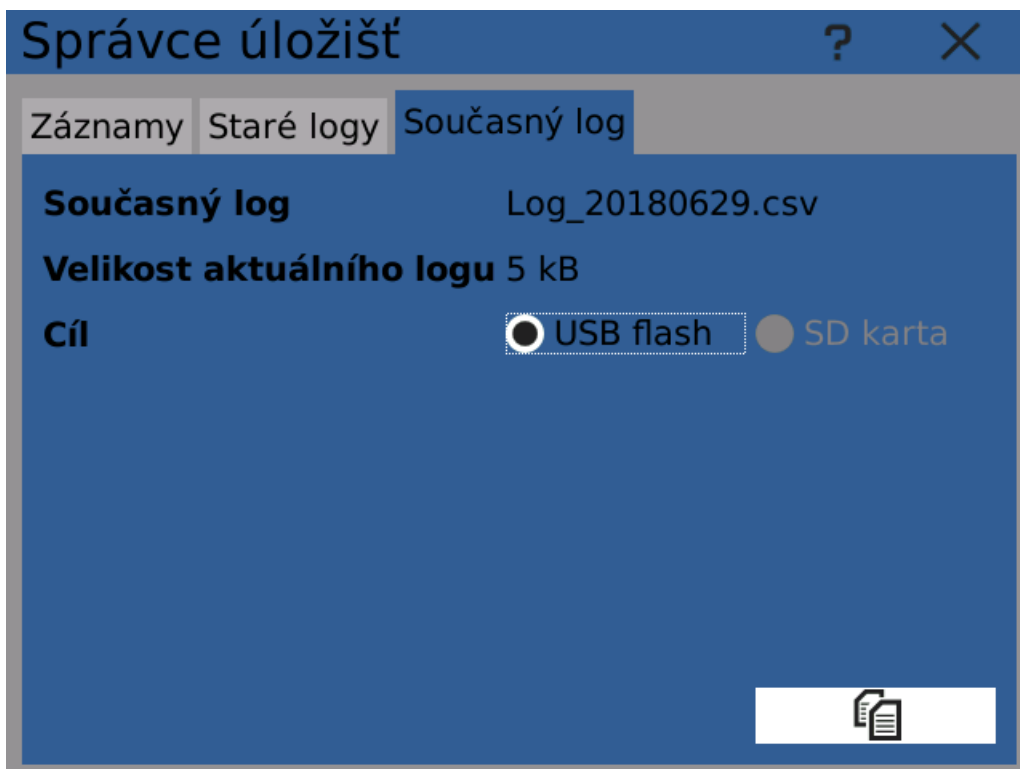 Správce úložišť ?
Záznamy Staré logy Současný log
Současný log Log_20180629.csv
Velikost aktuálního logu 5 kB
Cíl USB flash SD karta